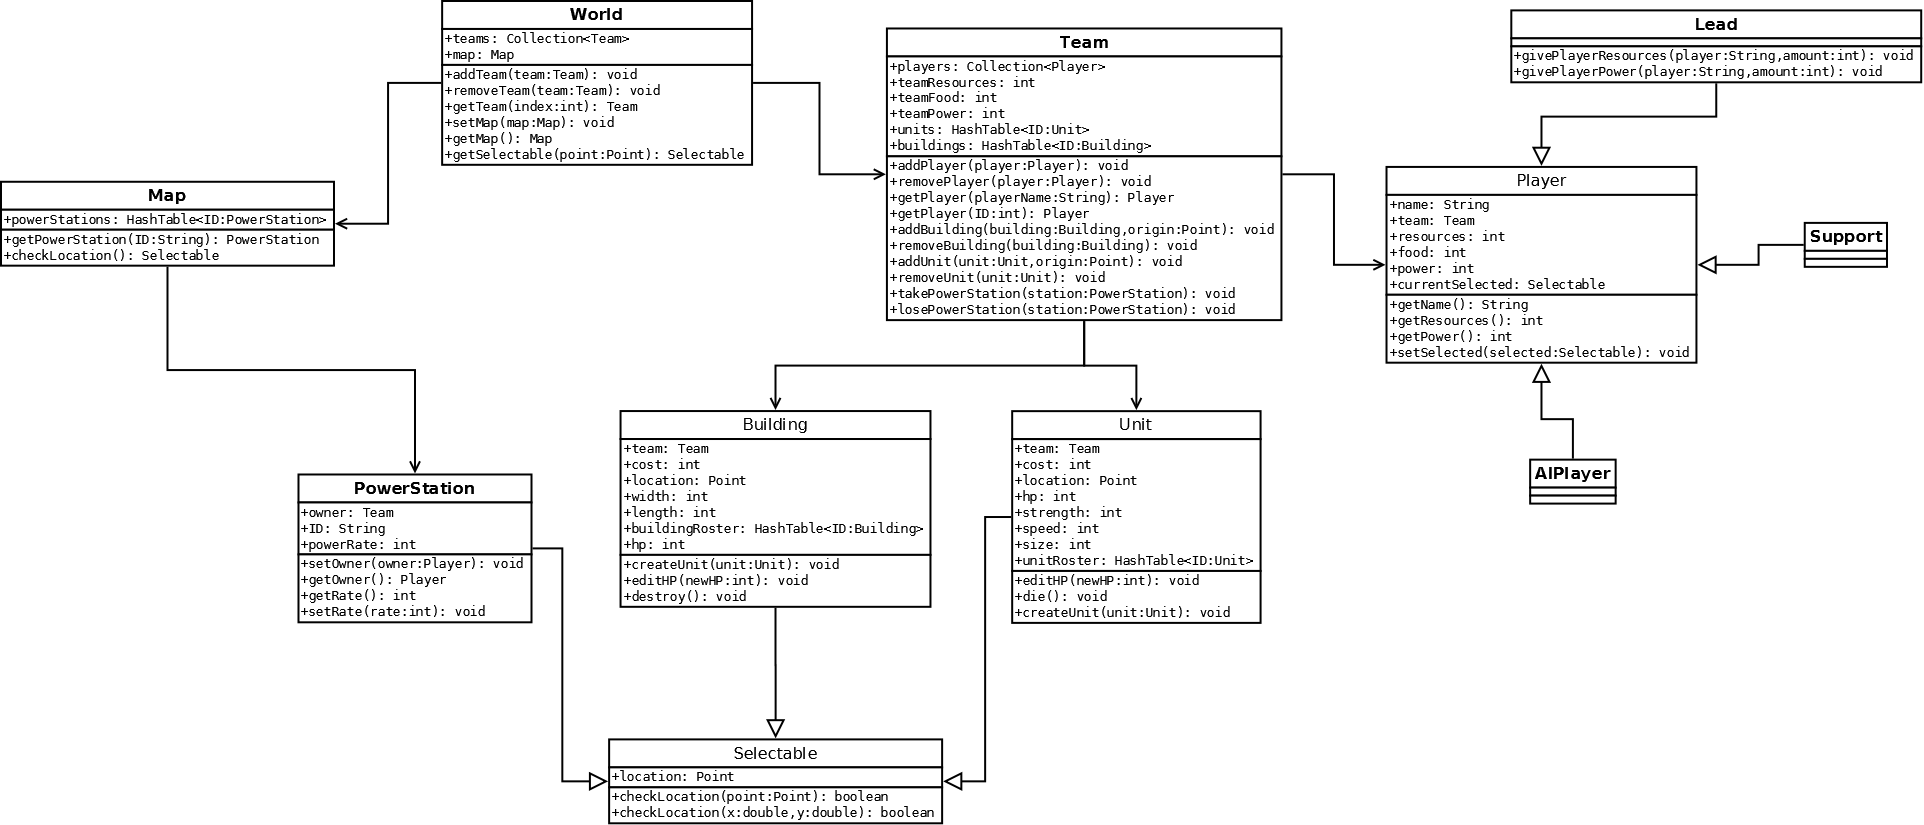 World
+teams: Collection<Team>
+map: Map
+addTeam(team:Team): void
+removeTeam(team:Team): void
+getTeam(index:int): Team
+setMap(map:Map): void
+getMap(): Map
+getSelectable(point:Point): Selectable
Team
+players: Collection<Player>
+teamResources: int
+teamFood: int
+teamPower: int
+units: HashTable<ID:Unit>
+buildings: HashTable<ID:Building>
+addPlayer(player:Player): void
+removePlayer(player:Player): void
+getPlayer(playerName:String): Player
+getPlayer(ID:int): Player
+addBuilding(building:Building,origin:Point): void
+removeBuilding(building:Building): void
+addUnit(unit:Unit,origin:Point): void
+removeUnit(unit:Unit): void
+takePowerStation(station:PowerStation): void
+losePowerStation(station:PowerStation): void
Lead
+givePlayerResources(player:String,amount:int): void
+givePlayerPower(player:String,amount:int): void
Map
+powerStations: HashTable<ID:PowerStation>
+getPowerStation(ID:String): PowerStation
+checkLocation(): Selectable
Player
+name: String
+team: Team
+resources: int
+food: int
+power: int
+currentSelected: Selectable
+getName(): String
+getResources(): int
+getPower(): int
+setSelected(selected:Selectable): void
Support
AIPlayer
Building
+team: Team
+cost: int
+location: Point
+width: int
+length: int
+buildingRoster: HashTable<ID:Building>
+hp: int
+createUnit(unit:Unit): void
+editHP(newHP:int): void
+destroy(): void
Unit
+team: Team
+cost: int
+location: Point
+hp: int
+strength: int
+speed: int
+size: int
+unitRoster: HashTable<ID:Unit>
+editHP(newHP:int): void
+die(): void
+createUnit(unit:Unit): void
PowerStation
+owner: Team
+ID: String
+powerRate: int
+setOwner(owner:Player): void
+getOwner(): Player
+getRate(): int
+setRate(rate:int): void
Selectable
+location: Point
+checkLocation(point:Point): boolean
+checkLocation(x:double,y:double): boolean